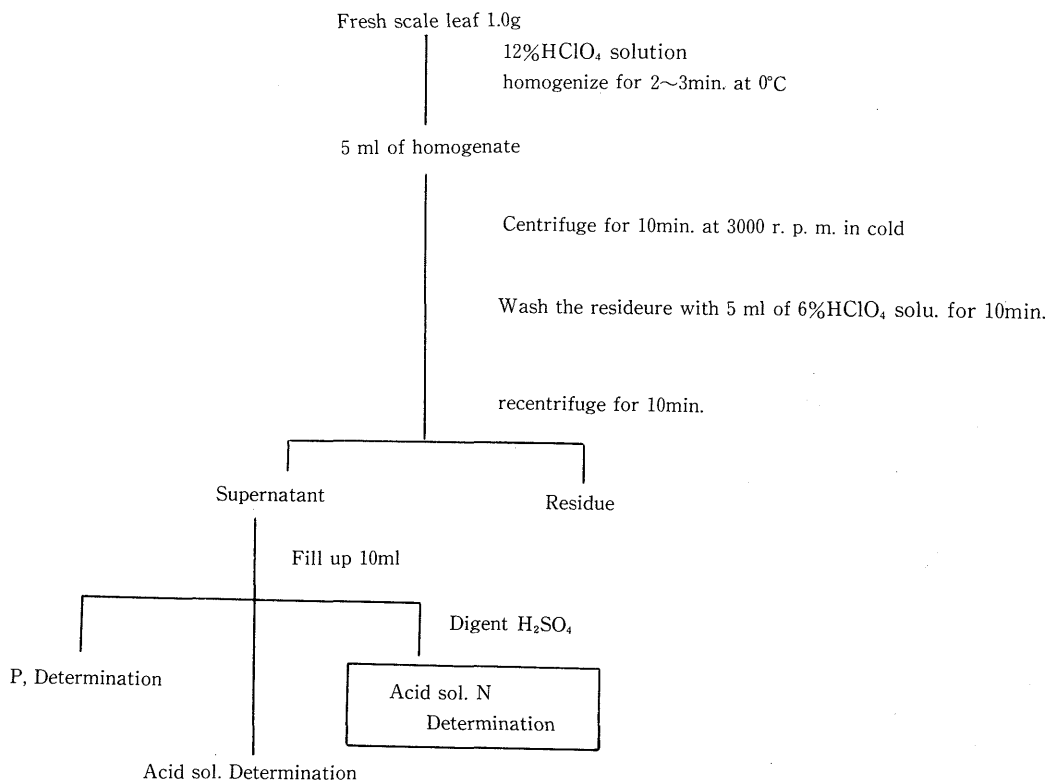 Fresh scale leaf 1.0g
12%HClO₄ solution
homogenize for 2~3min. at 0°C
5 ml of homogenate
Centrifuge for 10min. at 3000 r. p. m. in cold
Wash the resideure with 5 ml of 6%HClO₄ solu. for 10min.
recentrifuge for 10min.
Supernatant
Residue
Fill up 10ml
Digent H₂SO₄
P, Determination
Acid sol. N
Determination
Acid sol. Determination